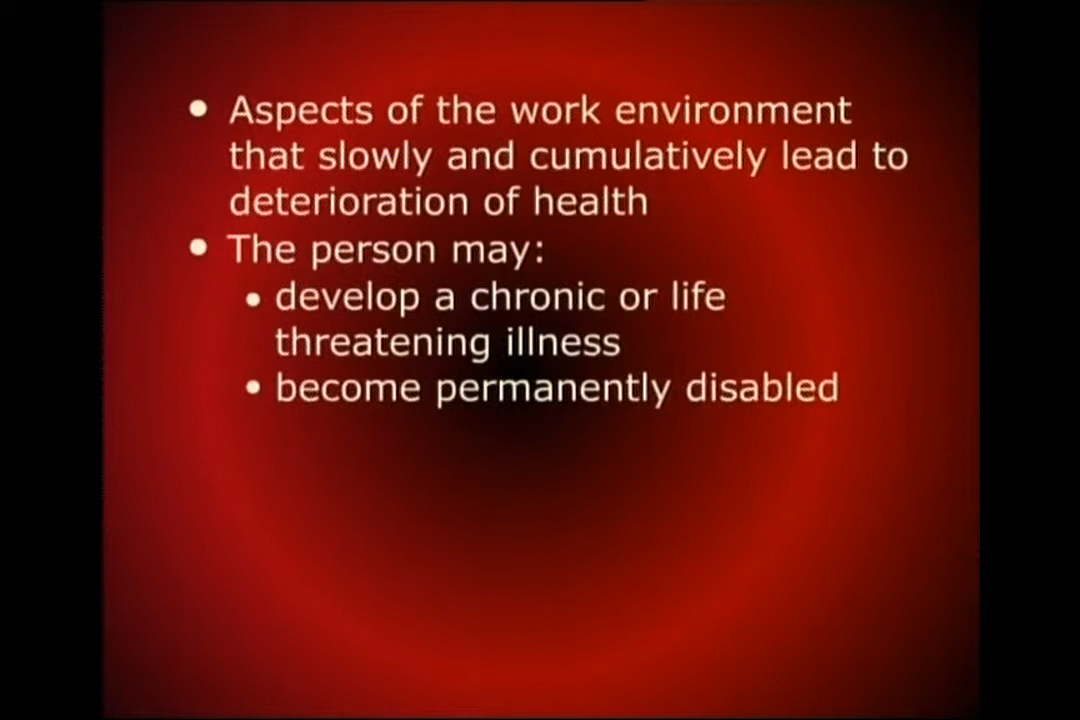 • Aspects of the work environment
that slowly and cumulatively lead to
deterioration of health
• The person may:
• develop a chronic or life
threatening illness
• become permanently disabled